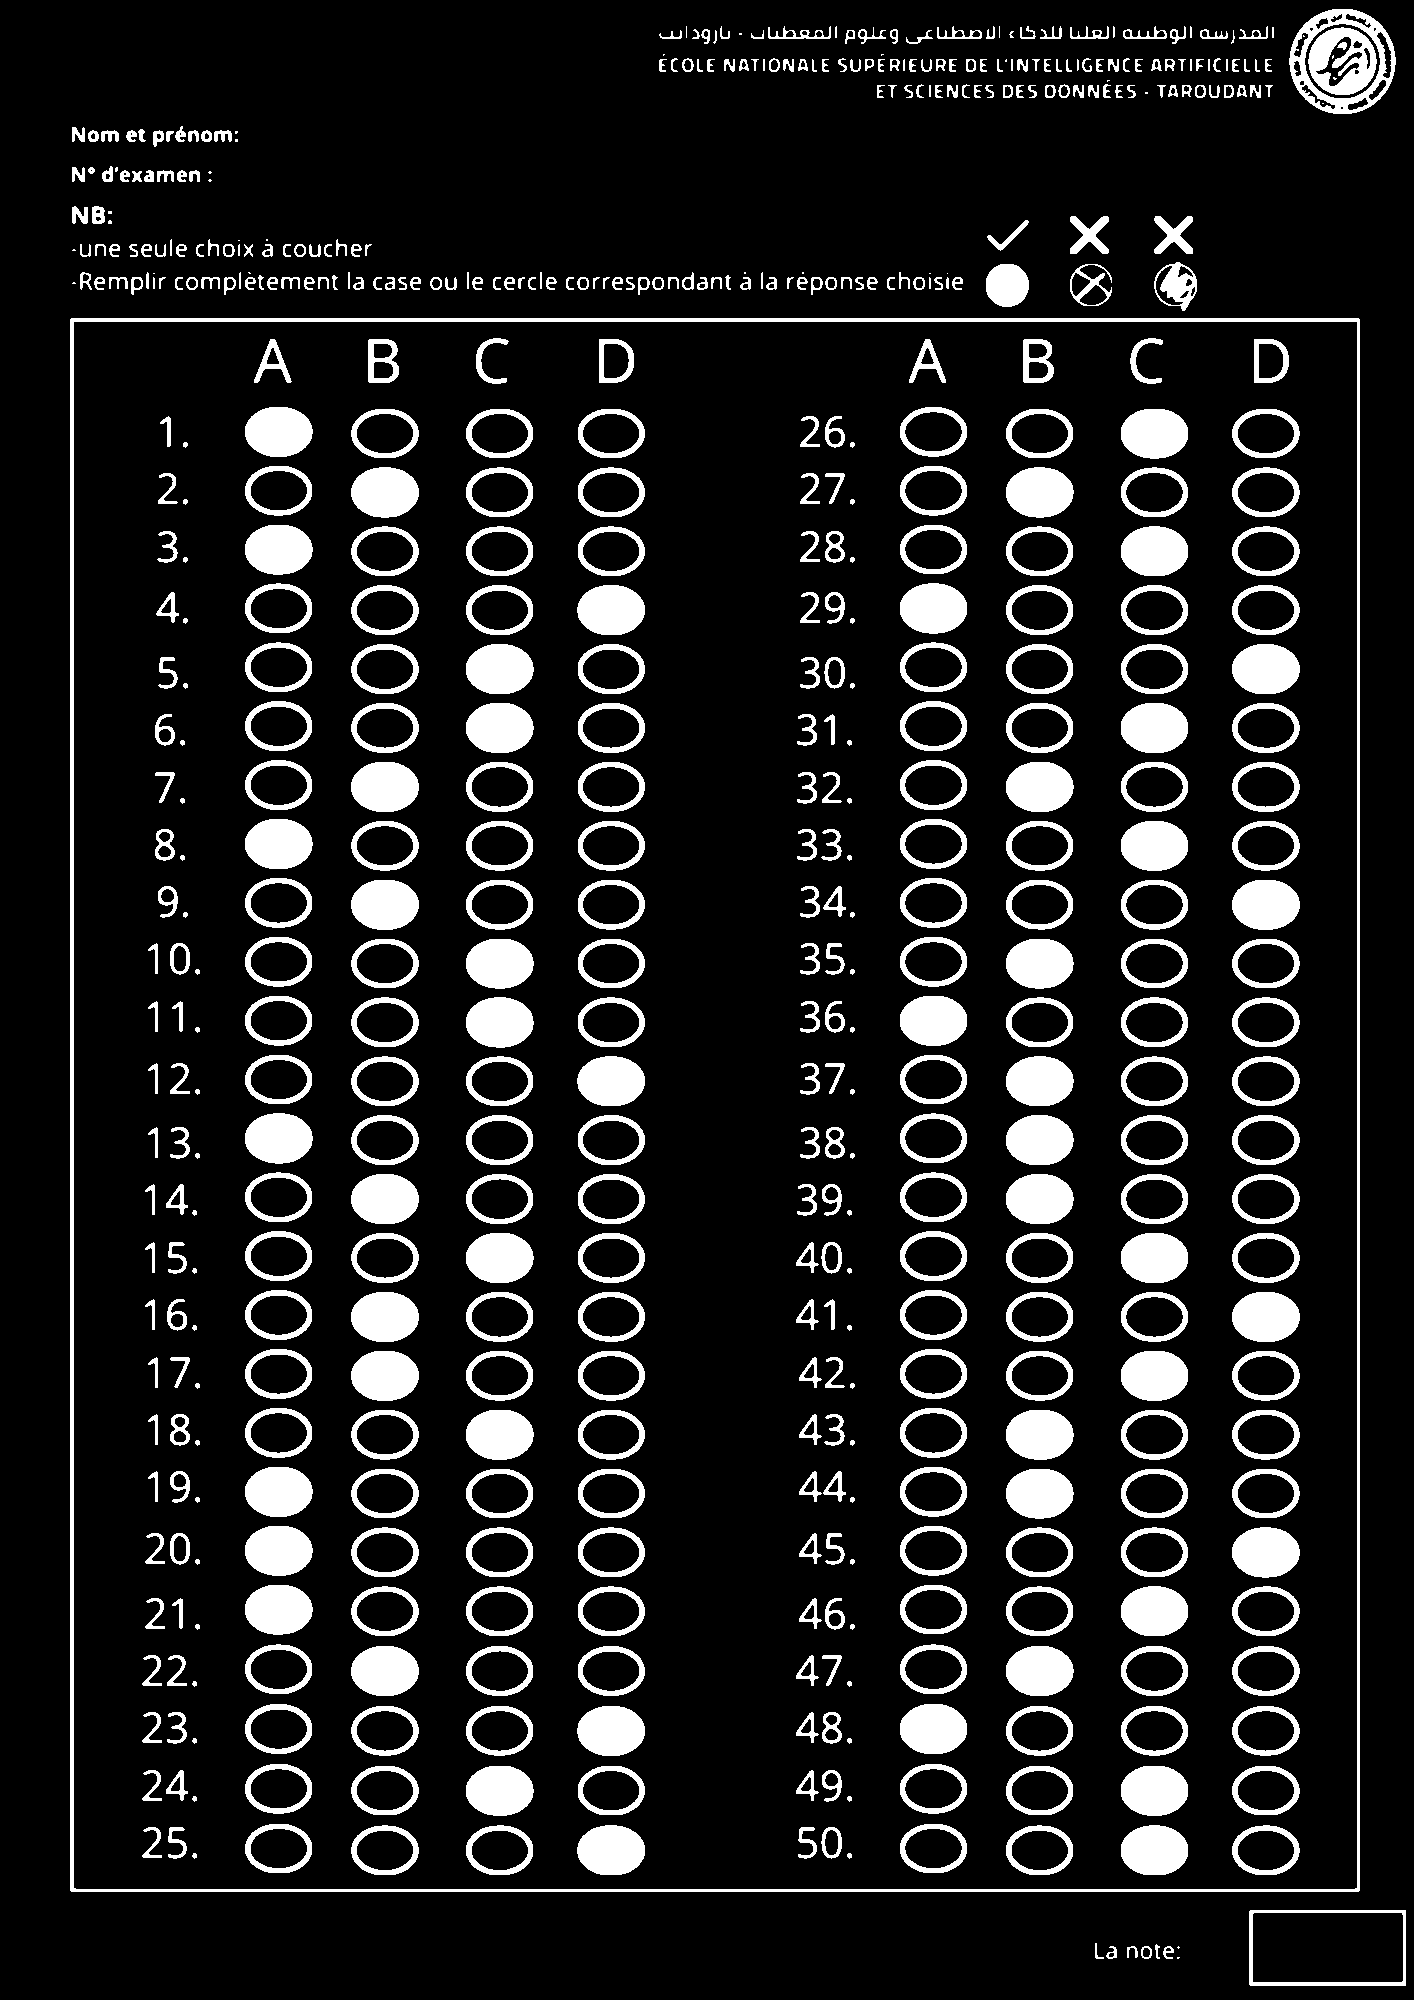 المدرسة الوطنية العليا للذكاء الاصطناعي وعلوم المعطيات - تارودانت
ÉCOLE NATIONALE SUPÉRIEURE DE L'INTELLIGENCE ARTIFICIELLE
ET SCIENCES DES DONNÉES - TAROUDANT
Nom et prénom:
N° d'examen :
NB:
-une seule choix à coucher
-Remplir complètement la case ou le cercle correspondant à la réponse choisie
A B C D A B C D
1. 26.
2. 27.
3. 28.
4. 29.
5. 30.
6. 31.
7. 32.
8. 33.
9. 34.
10. 35.
11. 36.
12. 37.
13. 38.
14. 39.
15. 40.
16. 41.
17. 42.
18. 43.
19. 44.
20. 45.
21. 46.
22. 47.
23. 48.
24. 49.
25. 50.
La note: